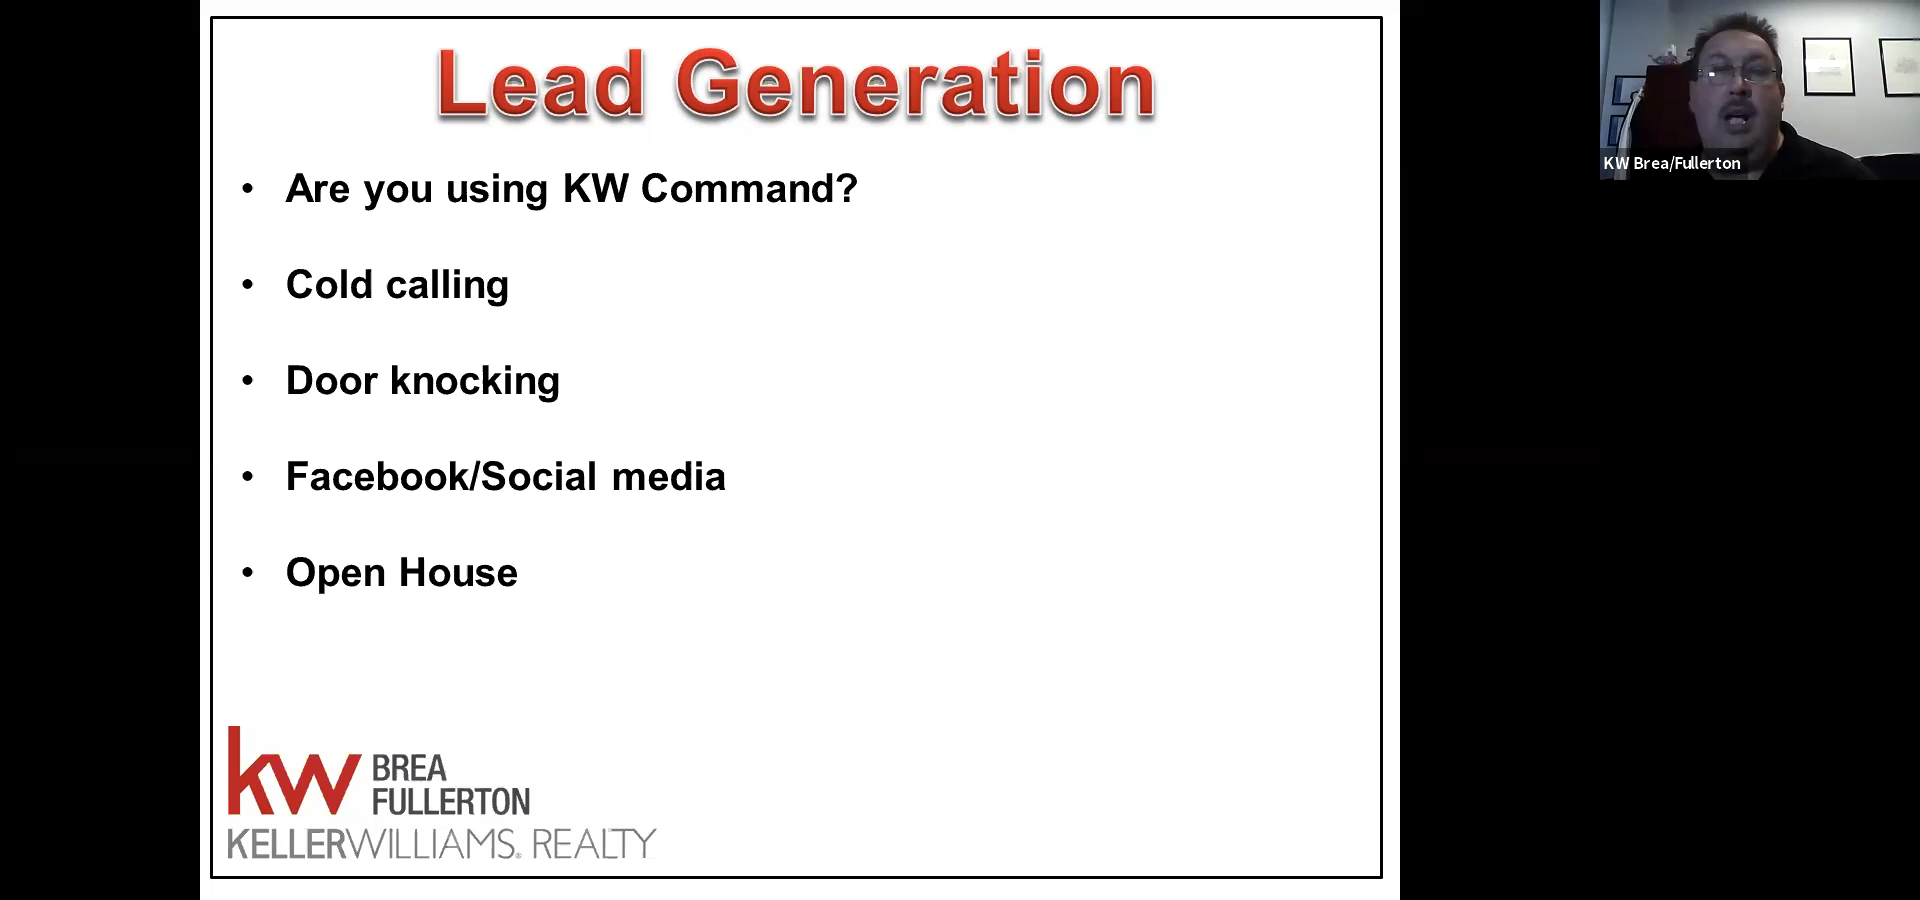 Lead Generation
• Are you using KW Command?
• Cold calling
• Door knocking
• Facebook/Social media
• Open House
kw BREA
FULLERTON
KELLERWILLIAMS. REALTY
KW Brea/Fullerton